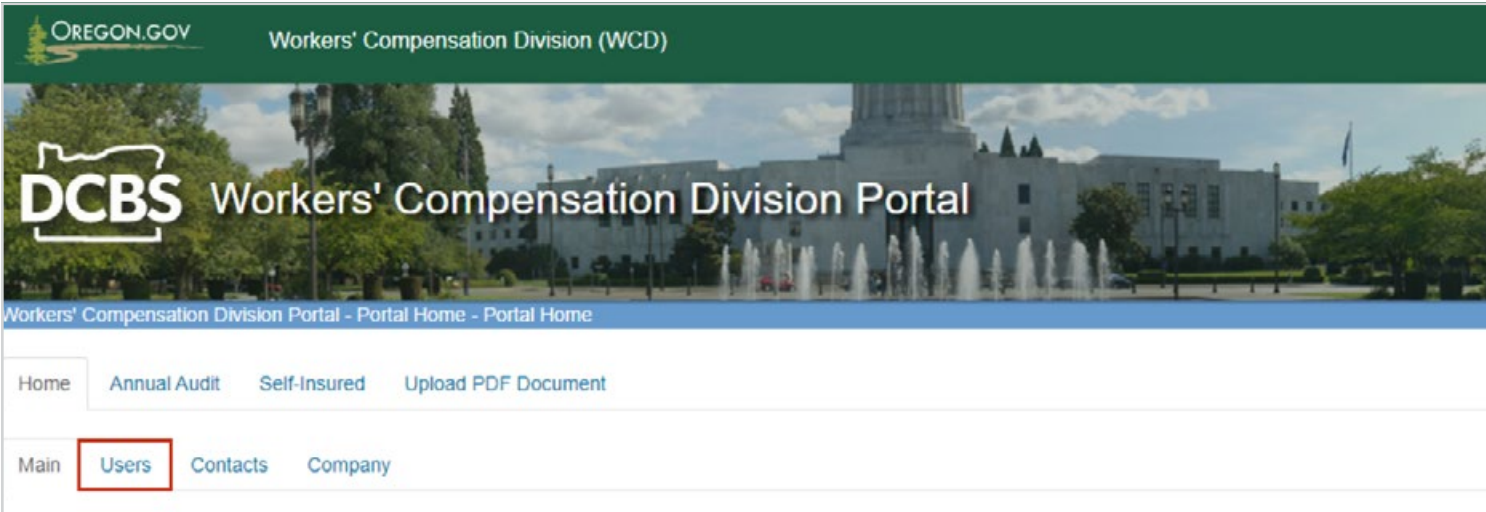 OREGON.GOV Workers' Compensation Division (WCD)
DCBS Workers' Compensation Division Portal
Workers' Compensation Division Portal - Portal Home - Portal Home
Home Annual Audit Self-Insured Upload PDF Document
Main Users Contacts Company